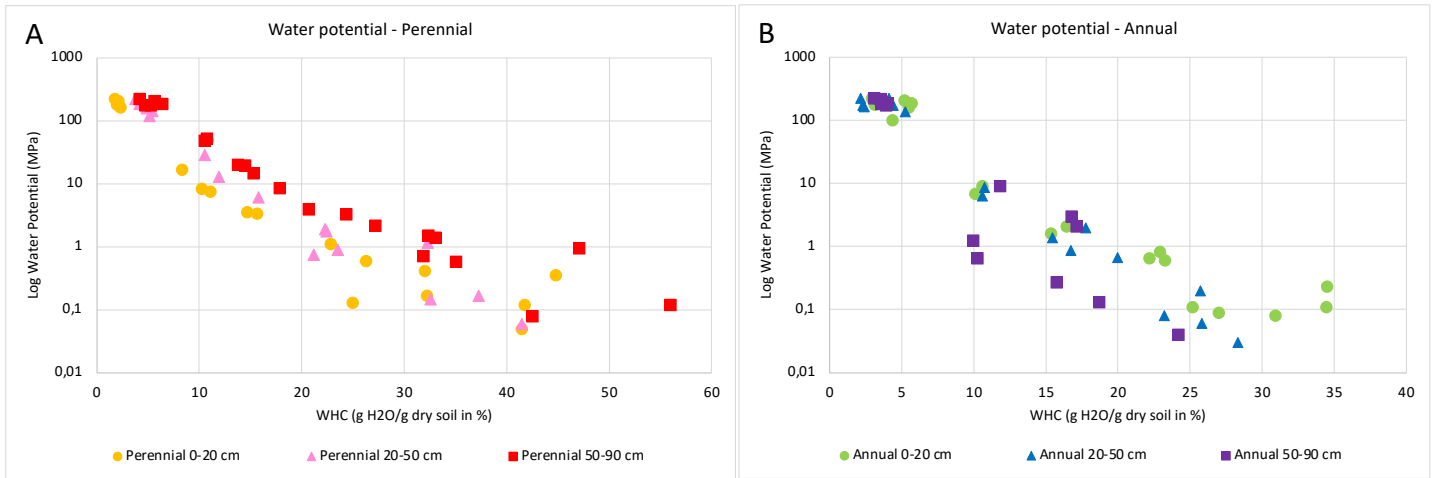 A
Water potential - Perennial
Log Water Potential (MPa)
1000
100
10
1
0,1
0,01
0 10 20 30 40 50 60
WHC (g H2O/g dry soil in %)
Perennial 0-20 cm Perennial 20-50 cm Perennial 50-90 cm
B
Water potential - Annual
Log Water Potential (MPa)
1000
100
10
1
0,1
0,01
0 5 10 15 20 25 30 35 40
WHC (g H2O/g dry soil in %)
Annual 0-20 cm Annual 20-50 cm Annual 50-90 cm